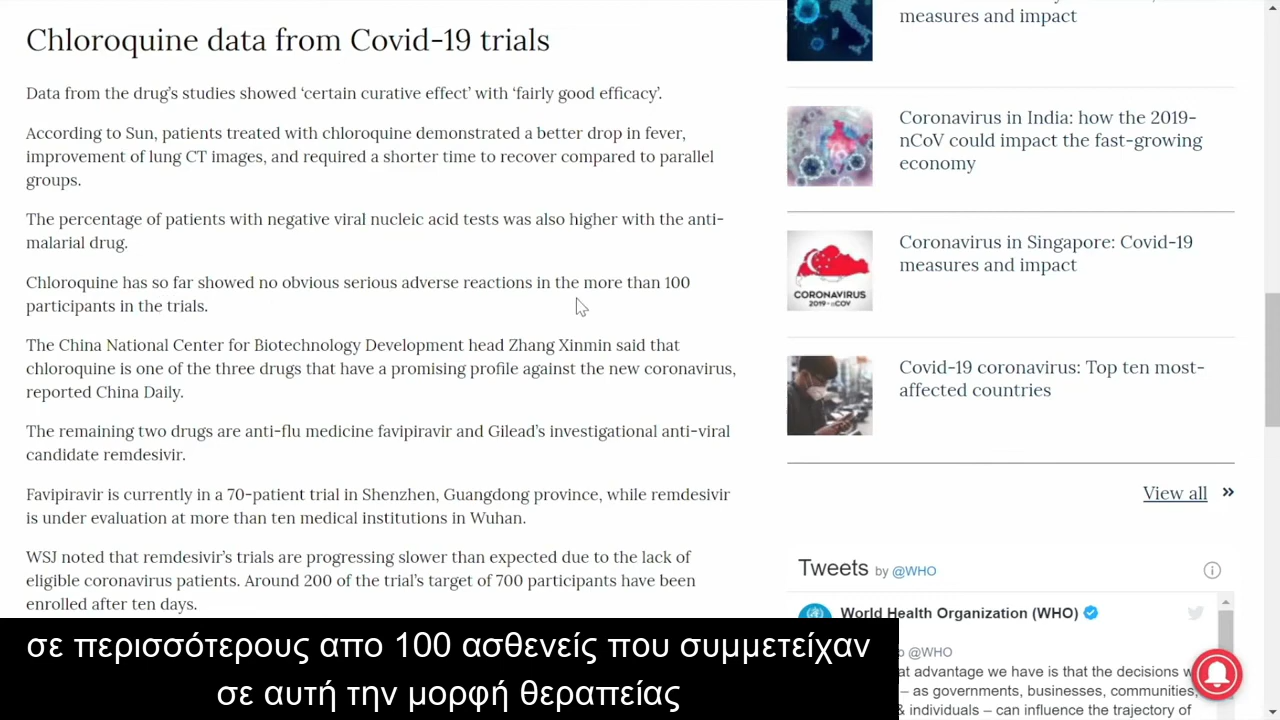 Chloroquine data from Covid-19 trials
Data from the drug’s studies showed ‘certain curative effect’ with ‘fairly good efficacy’.
According to Sun, patients treated with chloroquine demonstrated a better drop in fever,
improvement of lung CT images, and required a shorter time to recover compared to parallel
groups.
The percentage of patients with negative viral nucleic acid tests was also higher with the anti-
malarial drug.
Chloroquine has so far showed no obvious serious adverse reactions in the more than 100
participants in the trials.
The China National Center for Biotechnology Development head Zhang Xinmin said that
chloroquine is one of the three drugs that have a promising profile against the new coronavirus,
reported China Daily.
The remaining two drugs are anti-flu medicine favipiravir and Gilead’s investigational anti-viral
candidate remdesivir.
Favipiravir is currently in a 70-patient trial in Shenzhen, Guangdong province, while remdesivir
is under evaluation at more than ten medical institutions in Wuhan.
WSJ noted that remdesivir’s trials are progressing slower than expected due to the lack of
eligible coronavirus patients. Around 200 of the trial’s target of 700 participants have been
enrolled after ten days.
measures and impact
Coronavirus in India: how the 2019-
nCoV could impact the fast-growing
economy
CORONAVIRUS
2019-nCOV
Coronavirus in Singapore: Covid-19
measures and impact
Covid-19 coronavirus: Top ten most-
affected countries
View all »
Tweets by @WHO
World Health Organization (WHO)
@WHO
at advantage we have is that the decisions
– as governments, businesses, communities,
& individuals – can influence the trajectory of
σε περισσότερους απο 100 ασθενείς που συμμετείχαν
σε αυτή την μορφή θεραπείας